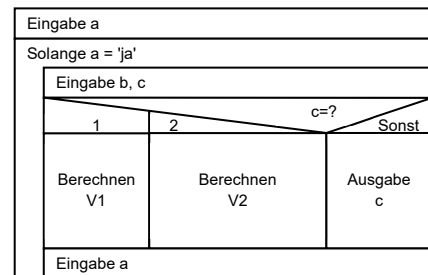 Eingabe a
Solange a = 'ja'
Eingabe b, c
c=?
1 2 Sonst
Berechnen Berechnen Ausgabe
V1 V2 c
Eingabe a